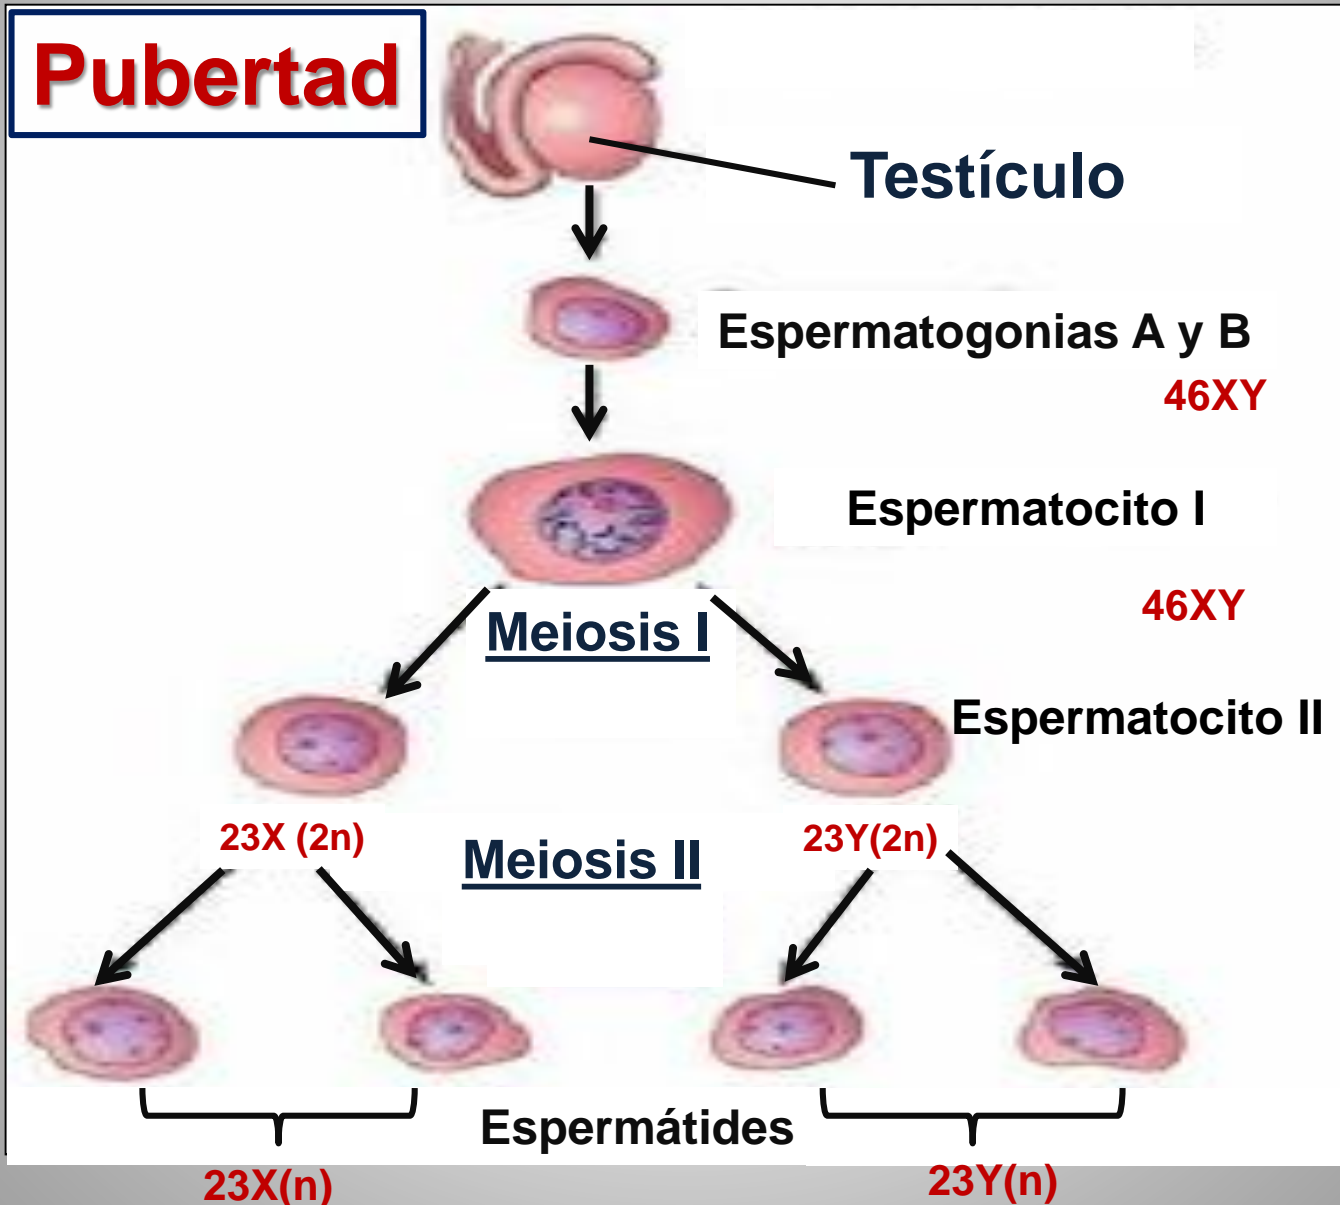 Pubertad
Testículo
Espermatogonias A y B
46XY
Espermatocito I
46XY
Meiosis I
Espermatocito II
23X (2n)
23Y(2n)
Meiosis II
Espermátides
23X(n)
23Y(n)